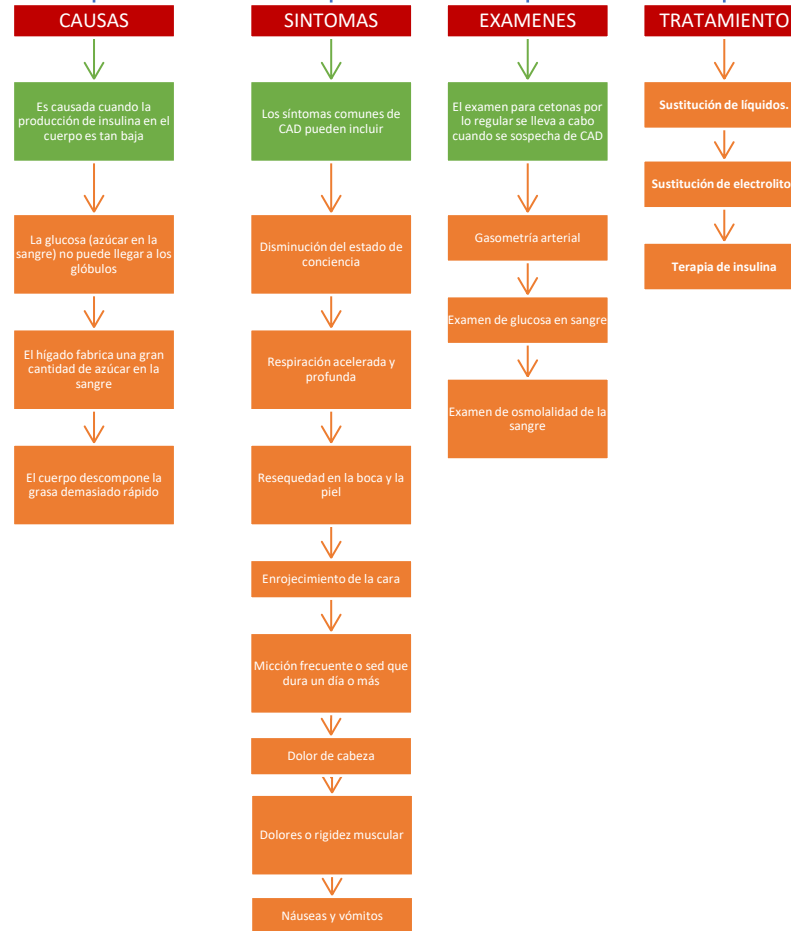 CAUSAS
Es causada cuando la
producción de insulina en el
cuerpo es tan baja
La glucosa (azúcar en la
sangre) no puede llegar a los
glóbulos
El hígado fabrica una gran
cantidad de azúcar en la
sangre
El cuerpo descompone la
grasa demasiado rápido
SINTOMAS
Los síntomas comunes de
CAD pueden incluir
Disminución del estado de
conciencia
Respiración acelerada y
profunda
Resequedad en la boca y la
piel
Enrojecimiento de la cara
Micción frecuente o sed que
dura un día o más
Dolor de cabeza
Dolores o rigidez muscular
Náuseas y vómitos
EXAMENES
El examen para cetonas por
lo regular se lleva a cabo
cuando se sospecha de CAD
Gasometría arterial
Examen de glucosa en sangre
Examen de osmolalidad de la
sangre
TRATAMIENTO
Sustitución de líquidos.
Sustitución de electrolito
Terapia de insulina